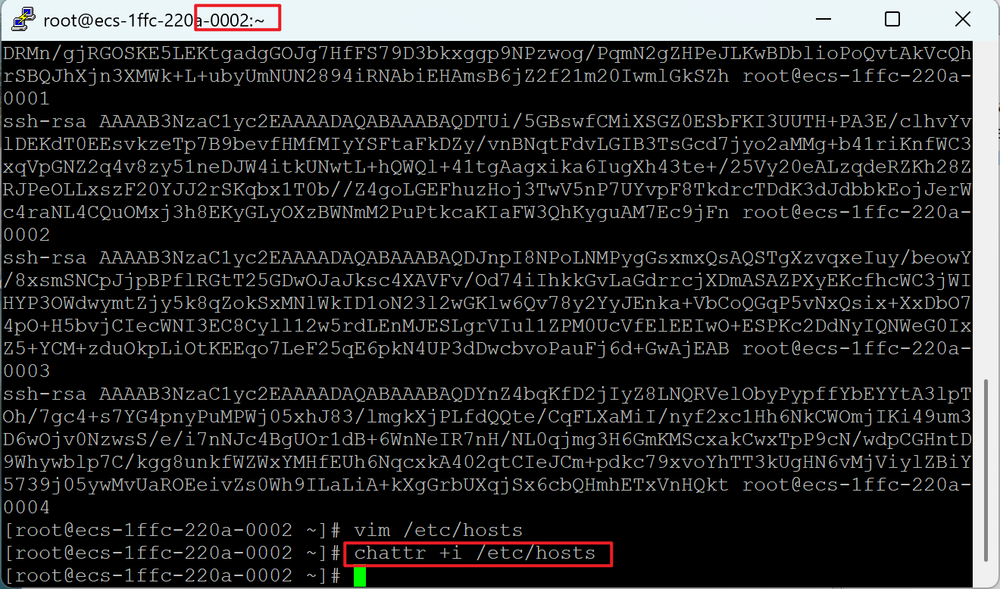 root@ecs-1ffc-220a-0002:~
DRMn/gjRGOSKE5LEKtgadgGOJg7HfFS79D3bkxggp9NPzwog/PqmN2gZHPeJLKwBDblioPoQvtAkVcQh
rSBQJhXjn3XMWk+L+ubyUmNUN2894iRNAbiEHAmsB6jZ2f21m20IwmlGkSZh root@ecs-1ffc-220a-
0001
ssh-rsa AAAAB3NzaC1yc2EAAAADAQABAAABAQDTUi/5GBswfCMiXSGZ0ESbFKI3UUTH+PA3E/clhvYv
lDEKdT0EEsvkzeTp7B9bevfHMfMIyYSFtaFkDZy/vnBNqtFdvLGIB3TsGcd7jyo2aMMg+b41riKnfWC3
xqVpGNZ2q4v8zy51neDJW4itkUNwtL+hQWQl+41tgAagxika6IugXh43te+/25Vy20eALzqdeRZKh28Z
RJPeOLLxszF20YJJ2rSKqbx1T0b//Z4goLGEFhuzHoj3TwV5nP7UYvpF8TkdrcTDdK3dJdbbkEojJerW
c4raNL4CQuOMxj3h8EKyGLyOXzBWNmM2PuPtkcaKIaFW3QhKyguAM7Ec9jFn root@ecs-1ffc-220a-
0002
ssh-rsa AAAAB3NzaC1yc2EAAAADAQABAAABAQDJnpI8NPoLNMPygGsxmxQsAQSTgXzvqxeIuy/beowY
/8xsmSNCpJjpBPflRGtT25GDwOJaJksc4XAVFv/Od74iIhkkGvLaGdrrcjXDmASAZPXyEKcfhcWC3jWI
HYP3OWdwymtZjy5k8qZokSxMNlWkID1oN23l2wGKlw6Qv78y2YyJEnka+VbCoQGqP5vNxQsix+XxDbO7
4pO+H5bvjCIecWNI3EC8Cyll12w5rdLEnMJESLgrVIul1ZPM0UcVfElEEIwO+ESPKc2DdNyIQNWeG0Ix
Z5+YCM+zduOkpLiOtKEEqo7LeF25qE6pkN4UP3dDwcbvoPauFj6d+GwAjEAB root@ecs-1ffc-220a-
0003
ssh-rsa AAAAB3NzaC1yc2EAAAADAQABAAABAQDYnZ4bqKfD2jIyZ8LNQRVelObyPypffYbEYYtA3lpT
Oh/7gc4+s7YG4pnyPuMPWj05xhJ83/lmgkXjPLfdQQte/CqFLXaMiI/nyf2xc1Hh6NkCWOmjIKi49um3
D6wOjv0NzwsS/e/i7nNJc4BgUOr1dB+6WnNeIR7nH/NL0qjmg3H6GmKMScxakCwxTpP9cN/wdpCGHntD
9Whywblp7C/kgg8unkfWZWxYMHfEUh6NqcxkA402qtCIeJCm+pdkc79xvoYhTT3kUgHN6vMjViylZBiY
5739j05ywMvUaROEeivZs0Wh9ILaLiA+kXgGrbUXqjSx6cbQHmhETxVnHQkt root@ecs-1ffc-220a-
0004
[root@ecs-1ffc-220a-0002 ~]# vim /etc/hosts
[root@ecs-1ffc-220a-0002 ~]# chattr +i /etc/hosts
[root@ecs-1ffc-220a-0002 ~]#